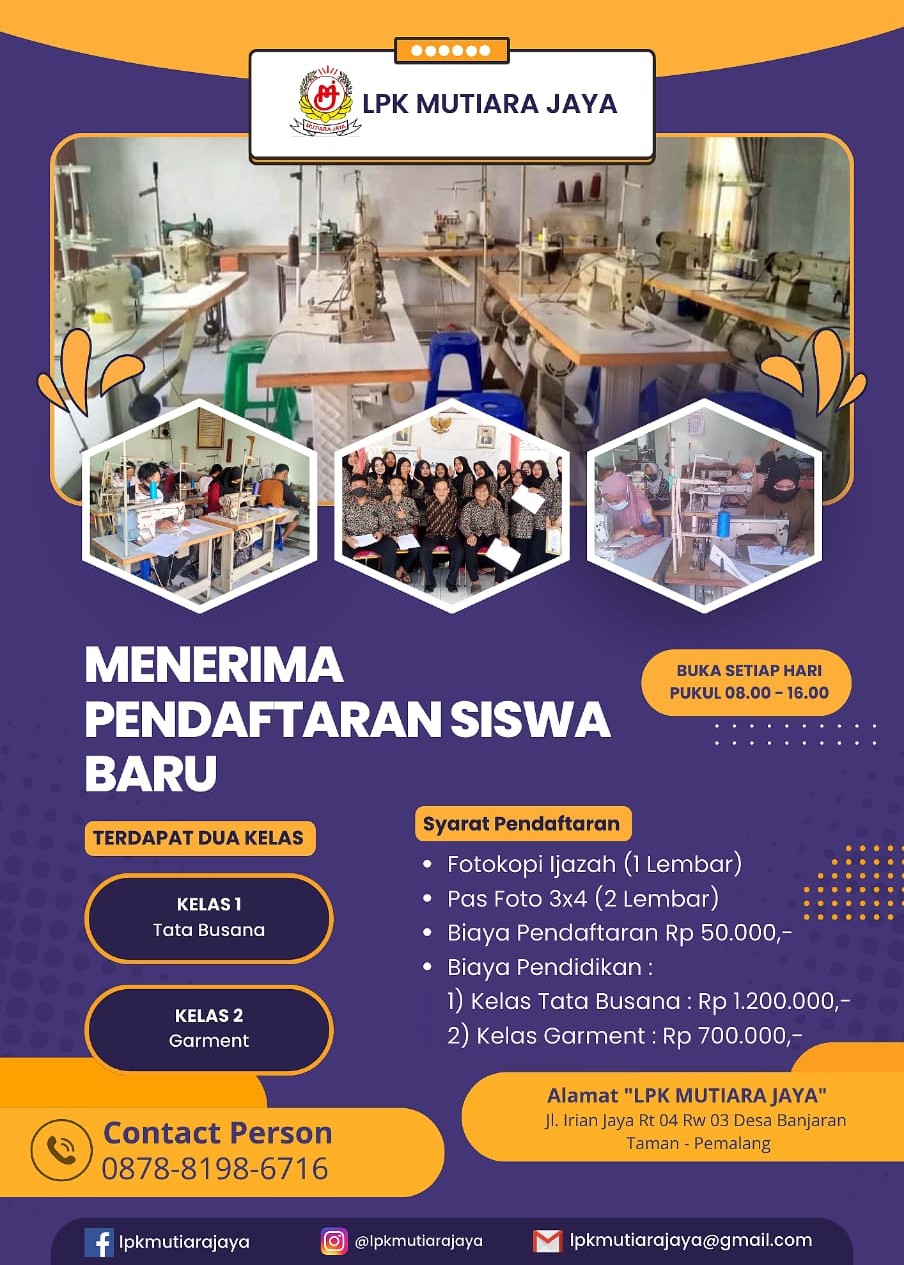 MUTIARA JAYA
LPK MUTIARA JAYA
MENERIMA
PENDAFTARAN SISWA
BARU
BUKA SETIAP HARI
PUKUL 08.00 - 16.00
TERDAPAT DUA KELAS
KELAS 1
Tata Busana
KELAS 2
Garment
Syarat Pendaftaran
• Fotokopi Ijazah (1 Lembar)
• Pas Foto 3x4 (2 Lembar)
• Biaya Pendaftaran Rp 50.000,-
• Biaya Pendidikan :
1) Kelas Tata Busana : Rp 1.200.000,-
2) Kelas Garment : Rp 700.000,-
Alamat "LPK MUTIARA JAYA"
Jl. Irian Jaya Rt 04 Rw 03 Desa Banjaran
Taman - Pemalang
Contact Person
0878-8198-6716
lpkmutiarajaya
@lpkmutiarajaya
lpkmutiarajaya@gmail.com